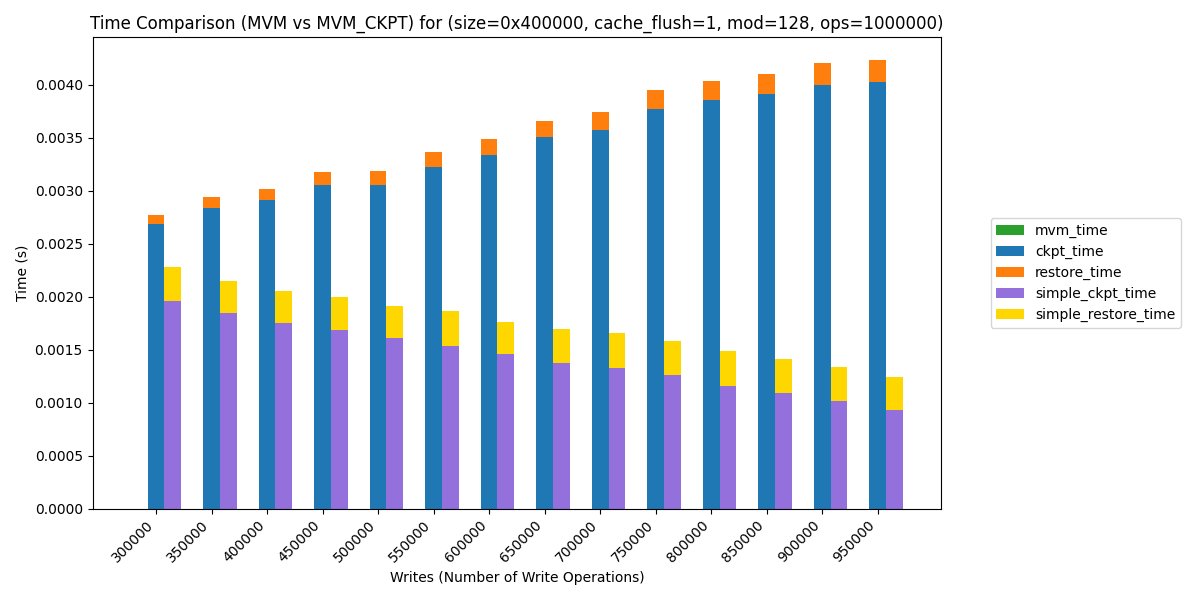 Time Comparison (MVM vs MVM_CKPT) for (size=0x400000, cache_flush=1, mod=128, ops=1000000)
Time (s)
0.0040
0.0035
0.0030
0.0025
0.0020
0.0015
0.0010
0.0005
0.0000
300000
350000
400000
450000
500000
550000
600000
650000
700000
750000
800000
850000
900000
950000
Writes (Number of Write Operations)
mvm_time
ckpt_time
restore_time
simple_ckpt_time
simple_restore_time